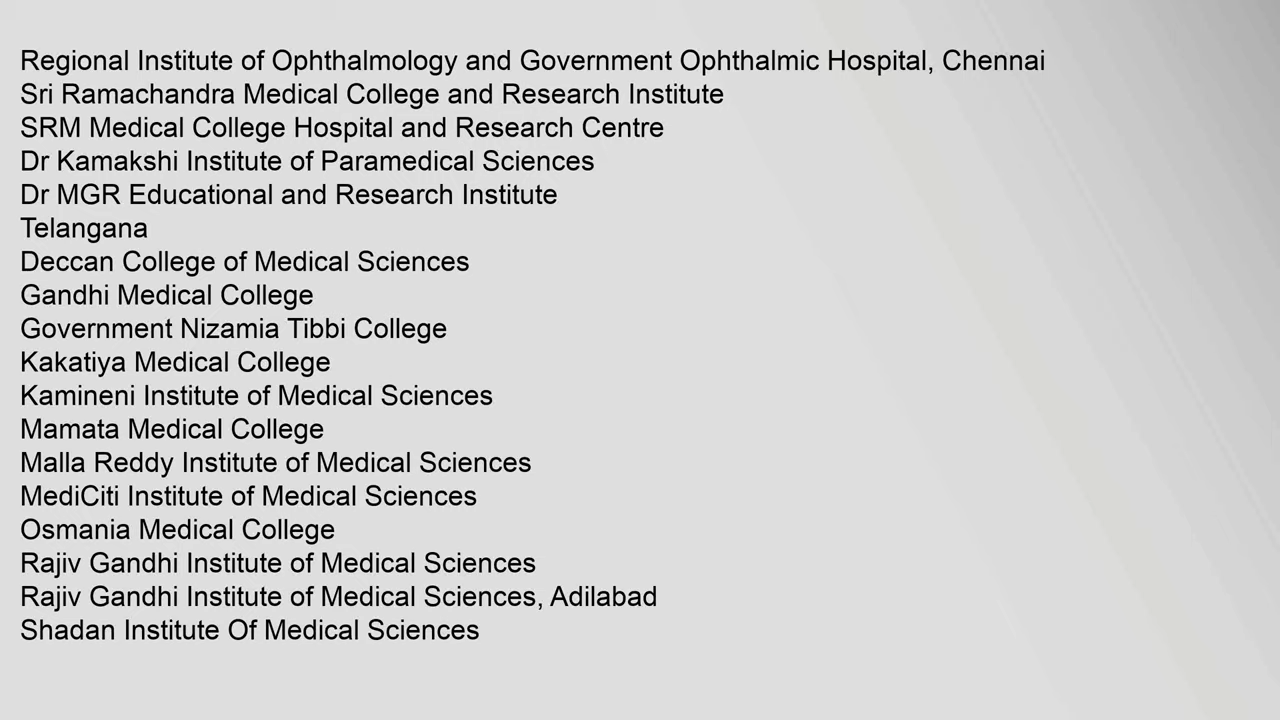 Regional Institute of Ophthalmology and Government Ophthalmic Hospital, Chennai
Sri Ramachandra Medical College and Research Institute
SRM Medical College Hospital and Research Centre
Dr Kamakshi Institute of Paramedical Sciences
Dr MGR Educational and Research Institute
Telangana
Deccan College of Medical Sciences
Gandhi Medical College
Government Nizamia Tibbi College
Kakatiya Medical College
Kamineni Institute of Medical Sciences
Mamata Medical College
Malla Reddy Institute of Medical Sciences
MediCiti Institute of Medical Sciences
Osmania Medical College
Rajiv Gandhi Institute of Medical Sciences
Rajiv Gandhi Institute of Medical Sciences, Adilabad
Shadan Institute Of Medical Sciences